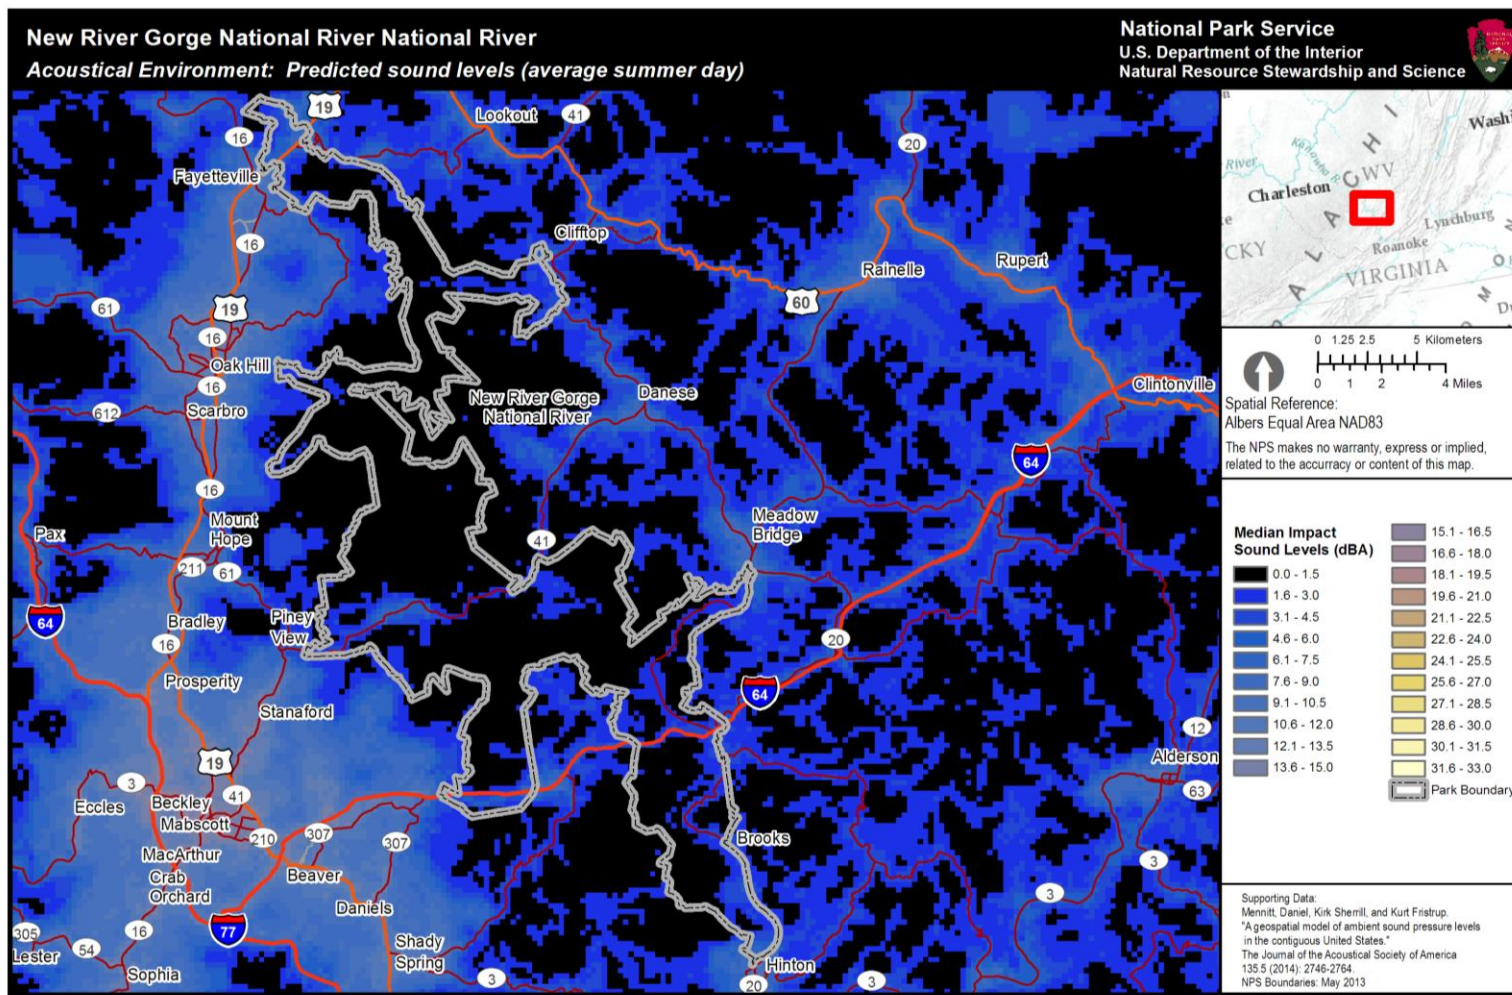 New River Gorge National River National River
Acoustical Environment: Predicted sound levels (average summer day)
National Park Service
U.S. Department of the Interior
Natural Resource Stewardship and Science
19
16
Lookout
41
20
Fayetteville
16
Clifftop
Rainelle
Rupert
61
19
60
16
Oak Hill
16
Scarbro
612
New River Gorge
National River
Danese
Clintonville
64
16
Pax
Mount
Hope
211
61
41
Meadow
Bridge
64
Bradley
16
Piney
View
20
Prosperity
Stanaford
64
12
Alderson
63
19
3
Eccles
Beckley
41
Mabscott
210
307
307
MacArthur
Crab
Orchard
Beaver
Brooks
3
Daniels
3
77
305
Lester
54
16
Sophia
Shady
Spring
3
Hinton
20
3
River
Kanawha R.
WV
Charleston
Lynchburg
Roanoke
VIRGINIA
CKY
A L A C H I
0 1.25 2.5 5 Kilometers
0 1 2 4 Miles
Spatial Reference:
Albers Equal Area NAD83
The NPS makes no warranty, express or implied,
related to the accurracy or content of this map.
Median Impact
Sound Levels (dBA)
0.0 - 1.5
1.6 - 3.0
3.1 - 4.5
4.6 - 6.0
6.1 - 7.5
7.6 - 9.0
9.1 - 10.5
10.6 - 12.0
12.1 - 13.5
13.6 - 15.0
15.1 - 16.5
16.6 - 18.0
18.1 - 19.5
19.6 - 21.0
21.1 - 22.5
22.6 - 24.0
24.1 - 25.5
25.6 - 27.0
27.1 - 28.5
28.6 - 30.0
30.1 - 31.5
31.6 - 33.0
Park Boundary
Supporting Data:
Mennitt, Daniel, Kirk Sherrill, and Kurt Fristrup.
"A geospatial model of ambient sound pressure levels
in the contiguous United States."
The Journal of the Acoustical Society of America
135.5 (2014): 2746-2764.
NPS Boundaries: May 2013